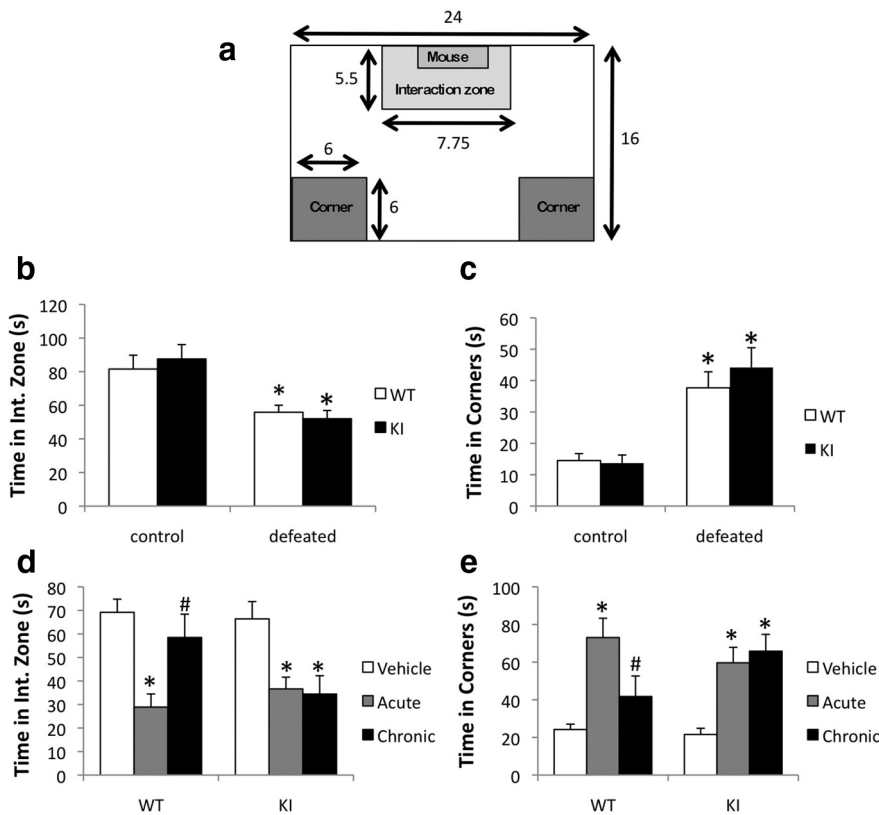 a
24
Mouse
Interaction zone
5.5
7.75
16
6
6
Corner
Corner
b
Time in Int. Zone (s)
120
100
80
60
40
20
0
*
*
control
defeated
WT
KI
c
Time in Corners (s)
60
50
40
30
20
10
0
*
*
control
defeated
WT
KI
d
Time in Int. Zone (s)
80
70
60
50
40
30
20
10
0
*
#
*
*
WT
KI
Vehicle
Acute
Chronic
e
Time in Corners (s)
100
80
60
40
20
0
*
#
*
*
WT
KI
Vehicle
Acute
Chronic